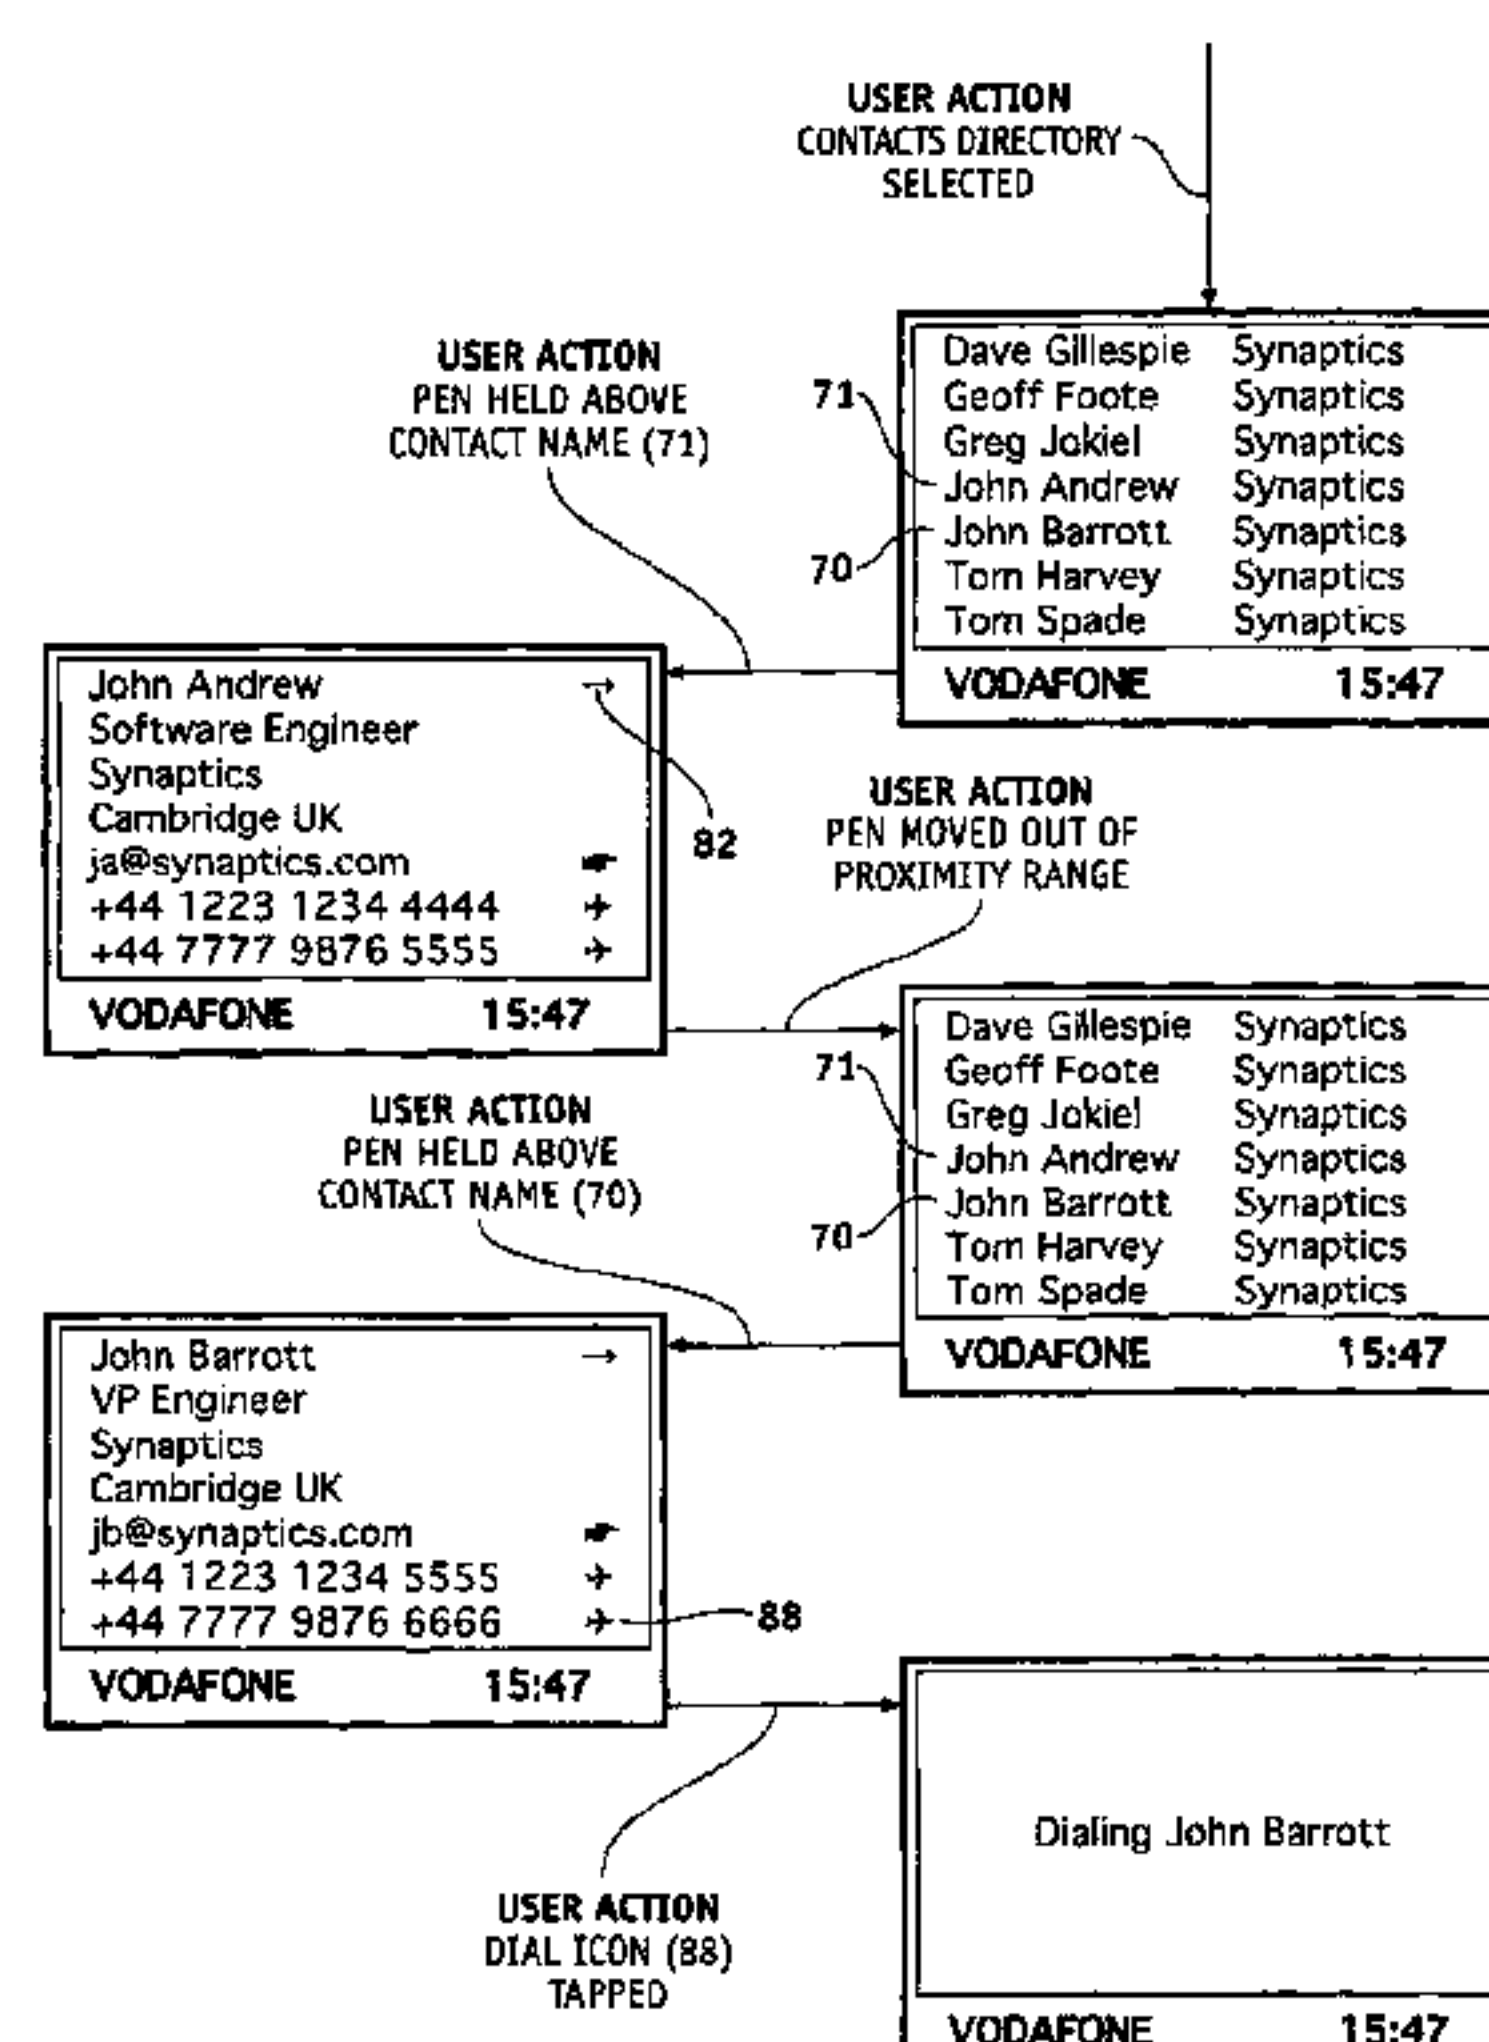 USER ACTION
CONTACTS DIRECTORY
SELECTED
USER ACTION
PEN HELD ABOVE
CONTACT NAME (71)
71
70
Dave Gillespie Synaptics
Geoff Foote Synaptics
Greg Jokiel Synaptics
John Andrew Synaptics
John Barrott Synaptics
Tom Harvey Synaptics
Tom Spade Synaptics
VODAFONE 15:47
John Andrew →
Software Engineer
Synaptics
Cambridge UK
ja@synaptics.com
+44 1223 1234 4444
+44 7777 9876 5555
VODAFONE 15:47
82
USER ACTION
PEN MOVED OUT OF
PROXIMITY RANGE
71
70
Dave Gillespie Synaptics
Geoff Foote Synaptics
Greg Jokiel Synaptics
John Andrew Synaptics
John Barrott Synaptics
Tom Harvey Synaptics
Tom Spade Synaptics
VODAFONE 15:47
USER ACTION
PEN HELD ABOVE
CONTACT NAME (70)
John Barrott →
VP Engineer
Synaptics
Cambridge UK
jb@synaptics.com
+44 1223 1234 5555
+44 7777 9876 6666
VODAFONE 15:47
88
USER ACTION
DIAL ICON (88)
TAPPED
Dialing John Barrott
VODAFONE 15:47